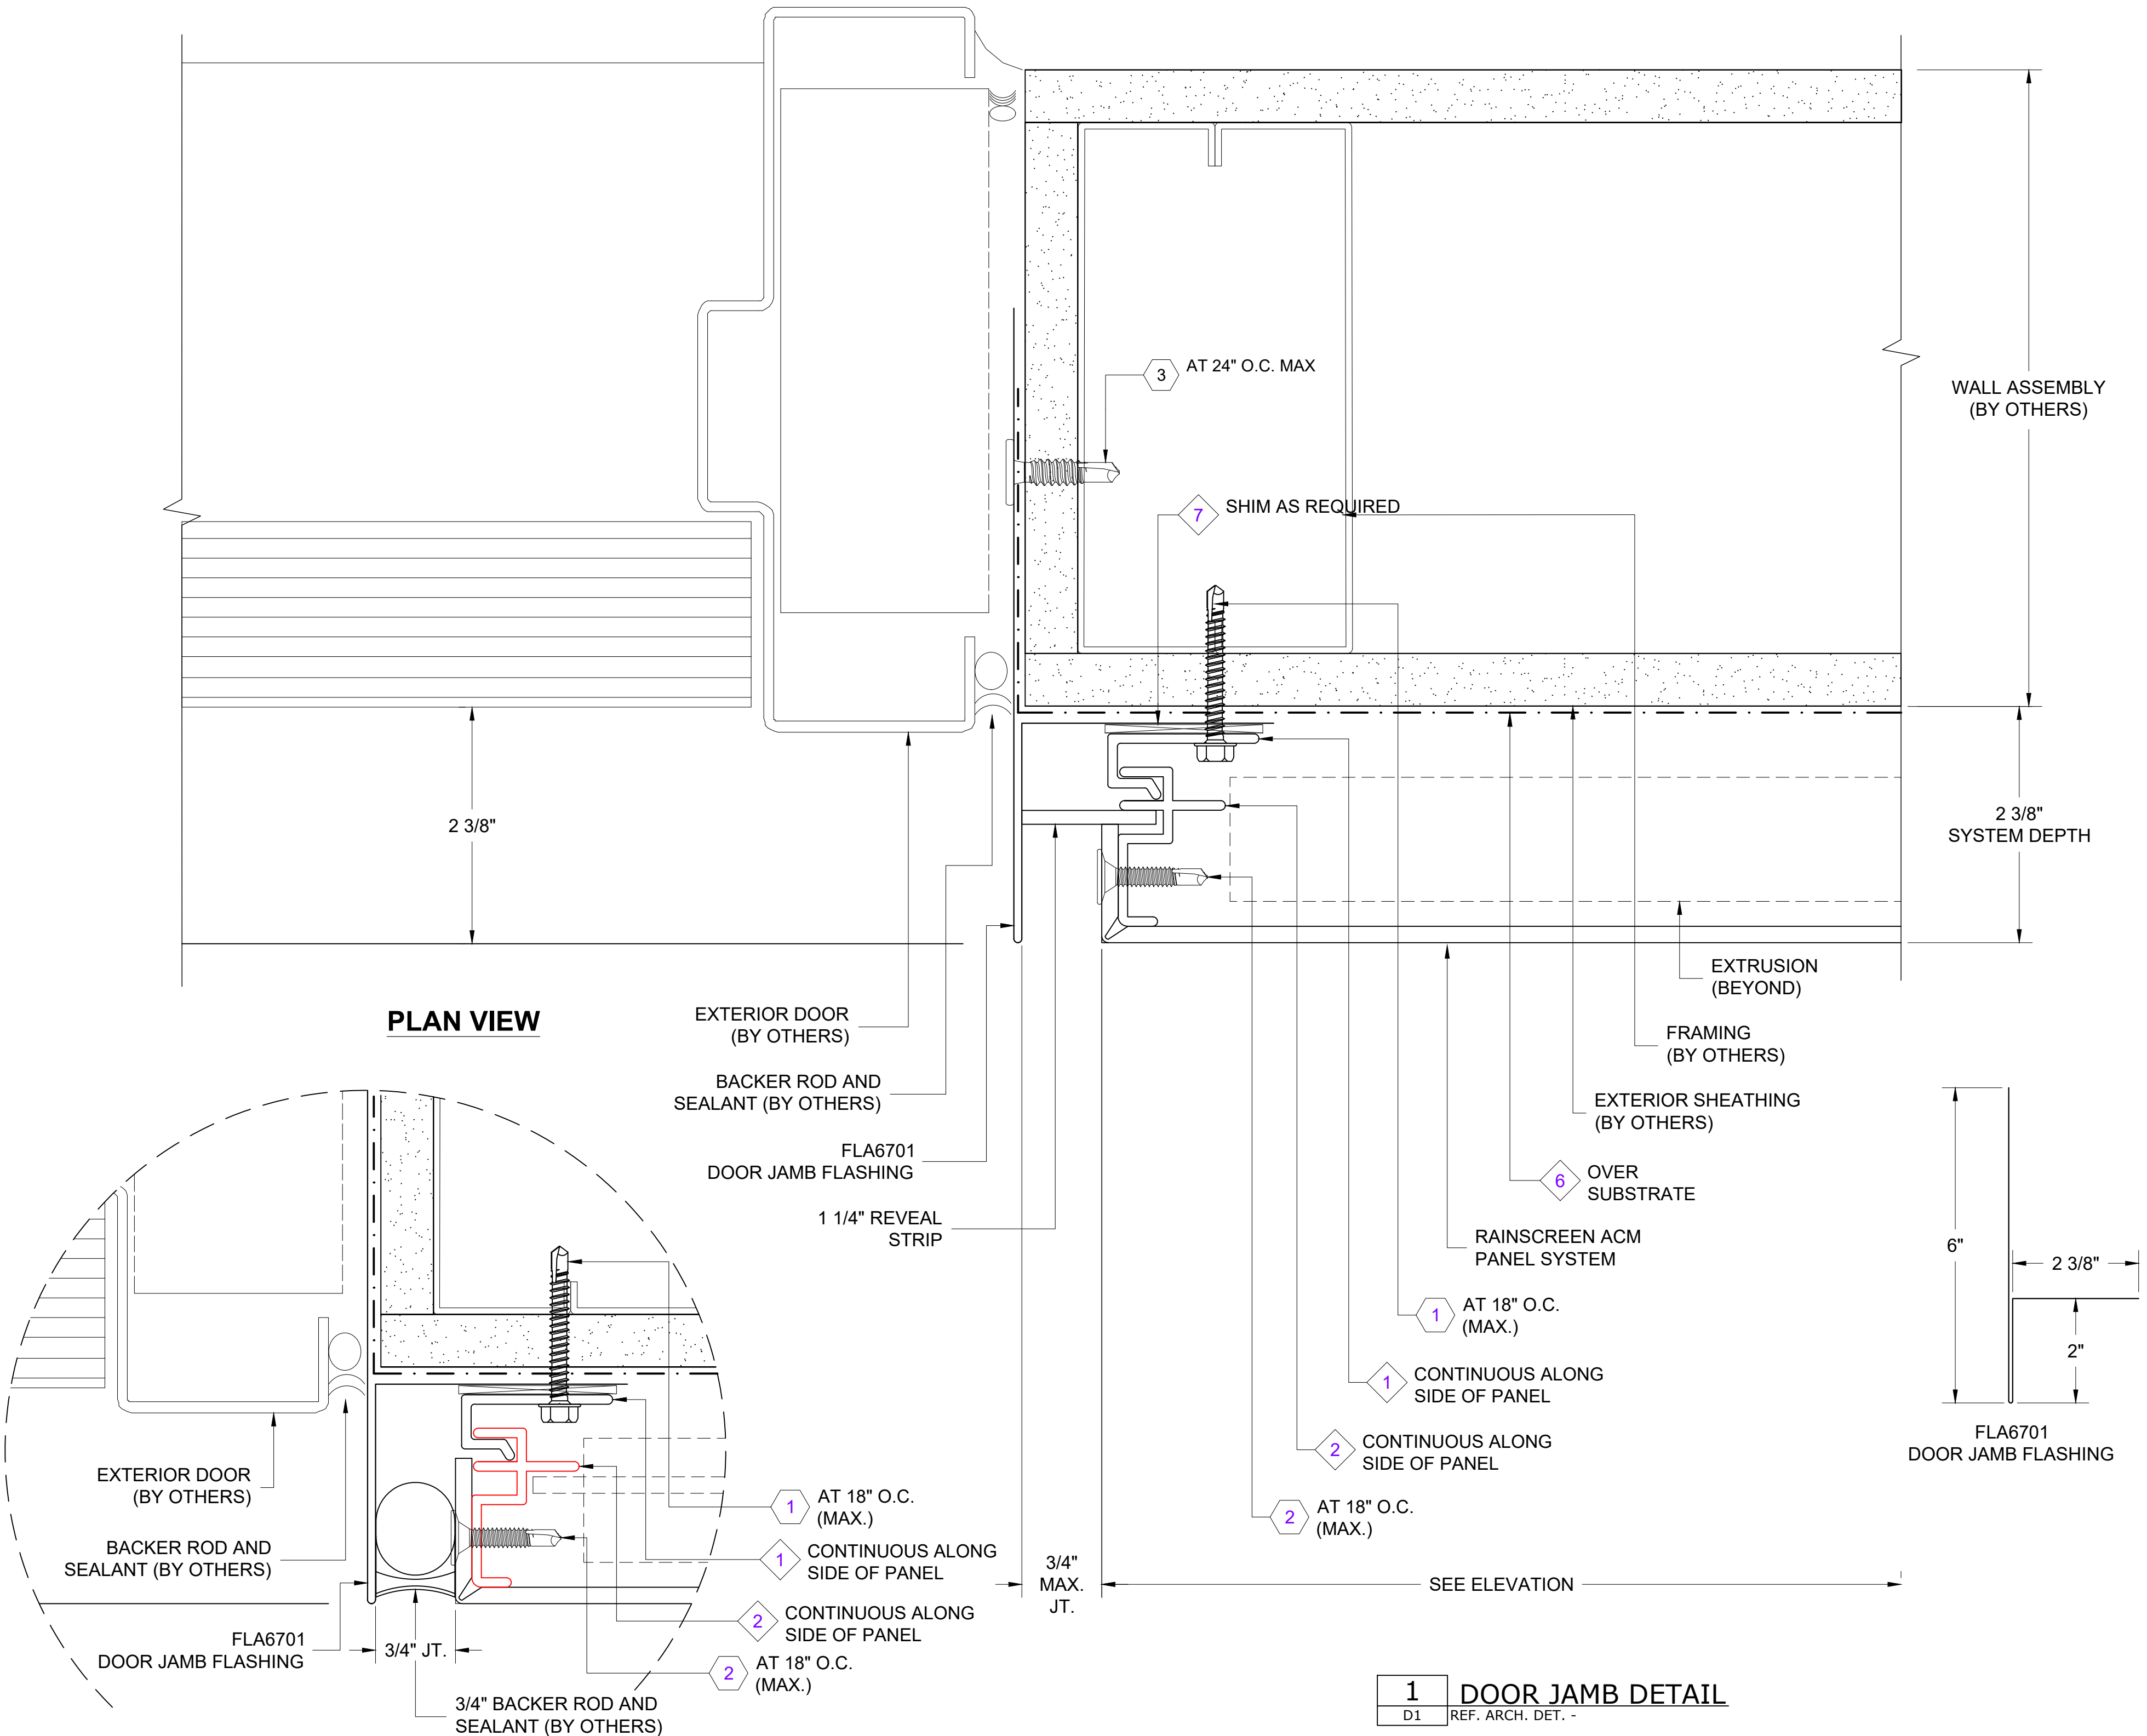 3
AT 24" O.C. MAX
WALL ASSEMBLY
(BY OTHERS)
7
SHIM AS REQUIRED
2 3/8"
2 3/8"
SYSTEM DEPTH
EXTRUSION
(BEYOND)
PLAN VIEW
EXTERIOR DOOR
(BY OTHERS)
FRAMING
(BY OTHERS)
BACKER ROD AND
SEALANT (BY OTHERS)
EXTERIOR SHEATHING
(BY OTHERS)
FLA6701
DOOR JAMB FLASHING
6
OVER
SUBSTRATE
1 1/4" REVEAL
STRIP
RAINSCREEN ACM
PANEL SYSTEM
6"
2 3/8"
2"
1
AT 18" O.C.
(MAX.)
1
CONTINUOUS ALONG
SIDE OF PANEL
2
CONTINUOUS ALONG
SIDE OF PANEL
FLA6701
DOOR JAMB FLASHING
2
AT 18" O.C.
(MAX.)
EXTERIOR DOOR
(BY OTHERS)
1
AT 18" O.C.
(MAX.)
BACKER ROD AND
SEALANT (BY OTHERS)
1
CONTINUOUS ALONG
SIDE OF PANEL
3/4"
MAX.
JT.
SEE ELEVATION
2
CONTINUOUS ALONG
SIDE OF PANEL
FLA6701
DOOR JAMB FLASHING
3/4" JT.
2
AT 18" O.C.
(MAX.)
3/4" BACKER ROD AND
SEALANT (BY OTHERS)
1
DOOR JAMB DETAIL
D1
REF. ARCH. DET. -